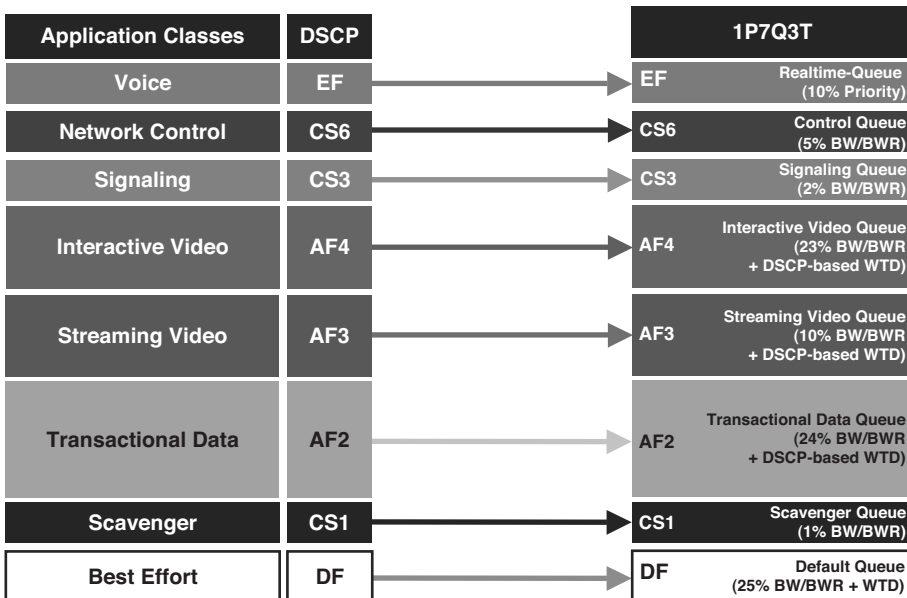 Application Classes DSCP 1P7Q3T
Voice EF EF Realtime-Queue
(10% Priority)
Network Control CS6 CS6 Control Queue
(5% BW/BWR)
Signaling CS3 CS3 Signaling Queue
(2% BW/BWR)
Interactive Video AF4 AF4 Interactive Video Queue
(23% BW/BWR
+ DSCP-based WTD)
Streaming Video AF3 AF3 Streaming Video Queue
(10% BW/BWR
+ DSCP-based WTD)
Transactional Data AF2 AF2 Transactional Data Queue
(24% BW/BWR
+ DSCP-based WTD)
Scavenger CS1 CS1 Scavenger Queue
(1% BW/BWR)
Best Effort DF DF Default Queue
(25% BW/BWR + WTD)